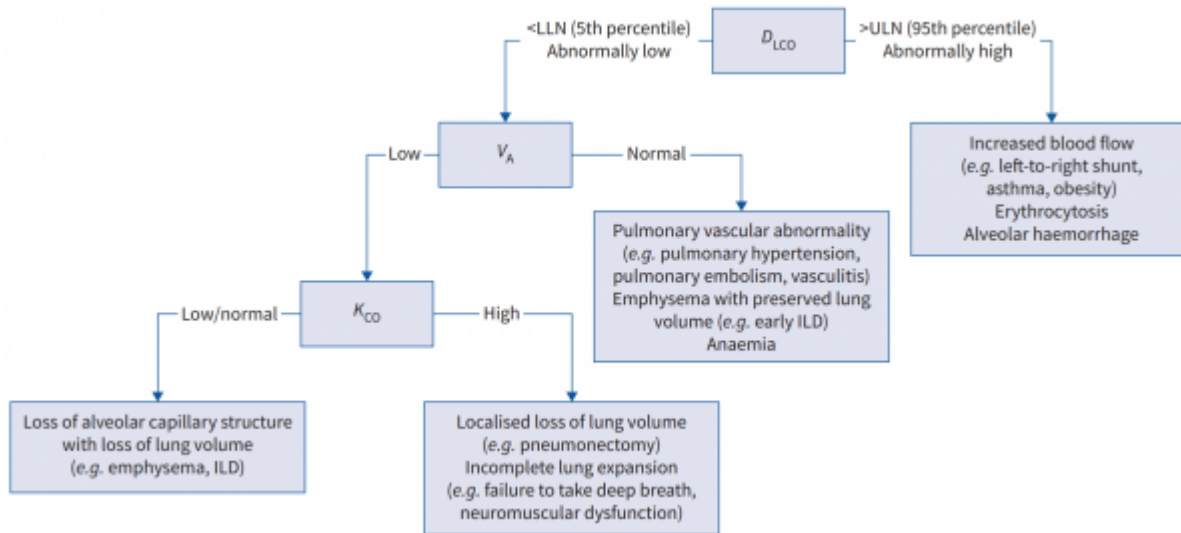 <LLN (5th percentile)
Abnormally low
DLCO
>ULN (95th percentile)
Abnormally high
Low
VA
Normal
Increased blood flow
(e.g. left-to-right shunt,
asthma, obesity)
Erythrocytosis
Alveolar haemorrhage
Pulmonary vascular abnormality
(e.g. pulmonary hypertension,
pulmonary embolism, vasculitis)
Emphysema with preserved lung
volume (e.g. early ILD)
Anaemia
Low/normal
KCO
High
Loss of alveolar capillary structure
with loss of lung volume
(e.g. emphysema, ILD)
Localised loss of lung volume
(e.g. pneumonectomy)
Incomplete lung expansion
(e.g. failure to take deep breath,
neuromuscular dysfunction)